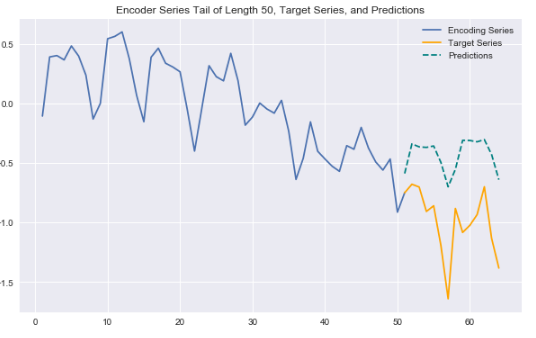 Encoder Series Tail of Length 50, Target Series, and Predictions
Encoding Series
Target Series
Predictions
0.5
0.0
0.5
1.0
1.5
0 10 20 30 40 50 60